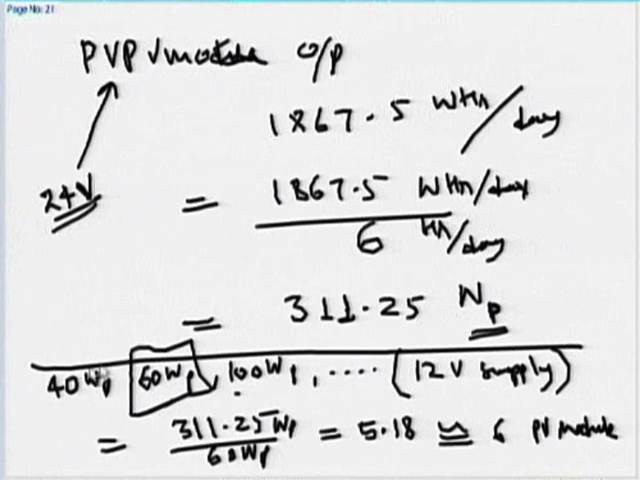 Page No: 21
PVP module o/p
1867.5 WHr/day
24V
= 1867.5 WHr/day
6 Hr/day
= 311.25 Wp
40Wp 60Wp, 100Wp, .... (12V supply)
= 311.25Wp / 60Wp = 5.18 ≌ 6 PV module